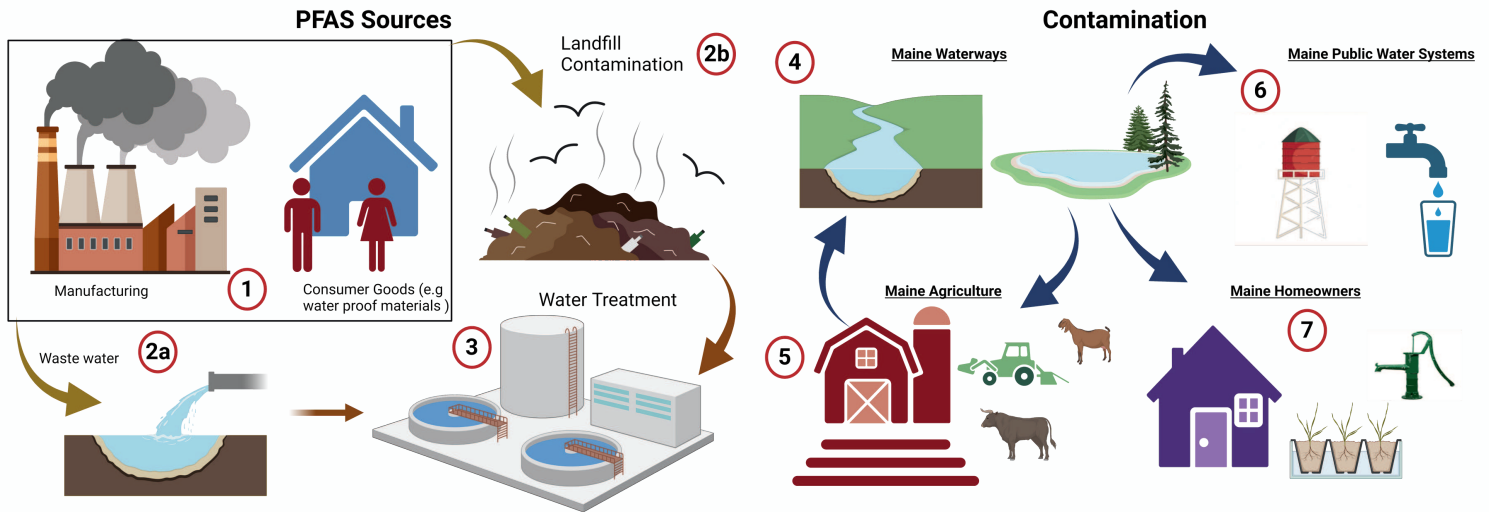 PFAS Sources
Manufacturing
1
Consumer Goods (e.g
water proof materials )
Landfill
Contamination
2b
Waste water
2a
Water Treatment
3
Contamination
4
Maine Waterways
Maine Public Water Systems
6
Maine Agriculture
5
Maine Homeowners
7